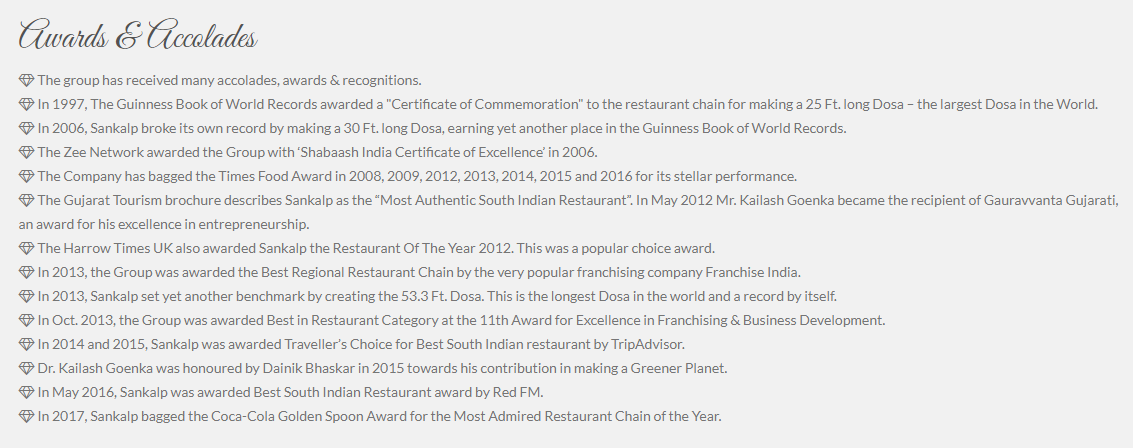 Awards & Accolades
The group has received many accolades, awards & recognitions.
In 1997, The Guinness Book of World Records awarded a "Certificate of Commemoration" to the restaurant chain for making a 25 Ft. long Dosa – the largest Dosa in the World.
In 2006, Sankalp broke its own record by making a 30 Ft. long Dosa, earning yet another place in the Guinness Book of World Records.
The Zee Network awarded the Group with ‘Shabaash India Certificate of Excellence’ in 2006.
The Company has bagged the Times Food Award in 2008, 2009, 2012, 2013, 2014, 2015 and 2016 for its stellar performance.
The Gujarat Tourism brochure describes Sankalp as the “Most Authentic South Indian Restaurant”. In May 2012 Mr. Kailash Goenka became the recipient of Gauravvanta Gujarati,
an award for his excellence in entrepreneurship.
The Harrow Times UK also awarded Sankalp the Restaurant Of The Year 2012. This was a popular choice award.
In 2013, the Group was awarded the Best Regional Restaurant Chain by the very popular franchising company Franchise India.
In 2013, Sankalp set yet another benchmark by creating the 53.3 Ft. Dosa. This is the longest Dosa in the world and a record by itself.
In Oct. 2013, the Group was awarded Best in Restaurant Category at the 11th Award for Excellence in Franchising & Business Development.
In 2014 and 2015, Sankalp was awarded Traveller’s Choice for Best South Indian restaurant by TripAdvisor.
Dr. Kailash Goenka was honoured by Dainik Bhaskar in 2015 towards his contribution in making a Greener Planet.
In May 2016, Sankalp was awarded Best South Indian Restaurant award by Red FM.
In 2017, Sankalp bagged the Coca-Cola Golden Spoon Award for the Most Admired Restaurant Chain of the Year.